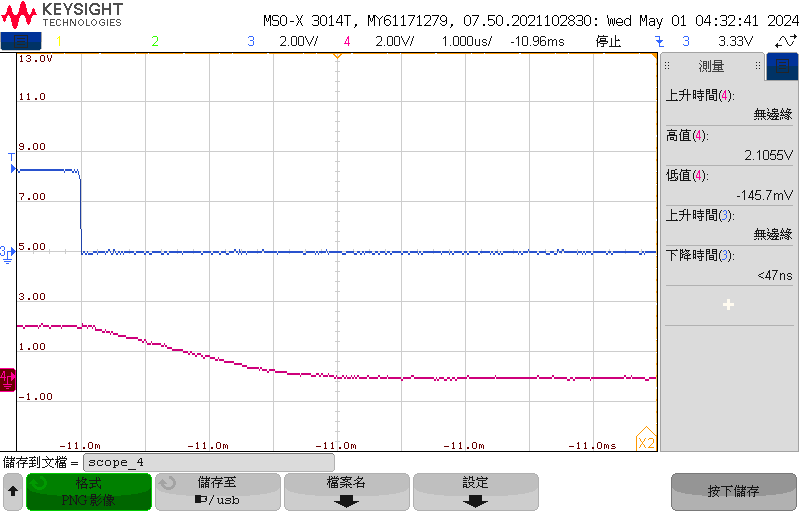 KEYSIGHT
TECHNOLOGIES
MSO-X 3014T, MY61171279, 07.50.2021102830: Wed May 01 04:32:41 2024
1 2 3 2.00V/ 4 2.00V/ 1.000us/ -10.96ms 停止 3 3.33V
13.0V
11.0
9.00
T
7.00
3
5.00
3.00
1.00
4
-1.00
-11.0m -11.0m -11.0m -11.0m -11.0ms
X2
測量
上升時間(4):
無邊緣
高值(4):
2.1055V
低值(4):
-145.7mV
上升時間(3):
無邊緣
下降時間(3):
<47ns
儲存到文檔 = scope_4
格式
PNG 影像
儲存至
/usb
檔案名
設定
按下儲存